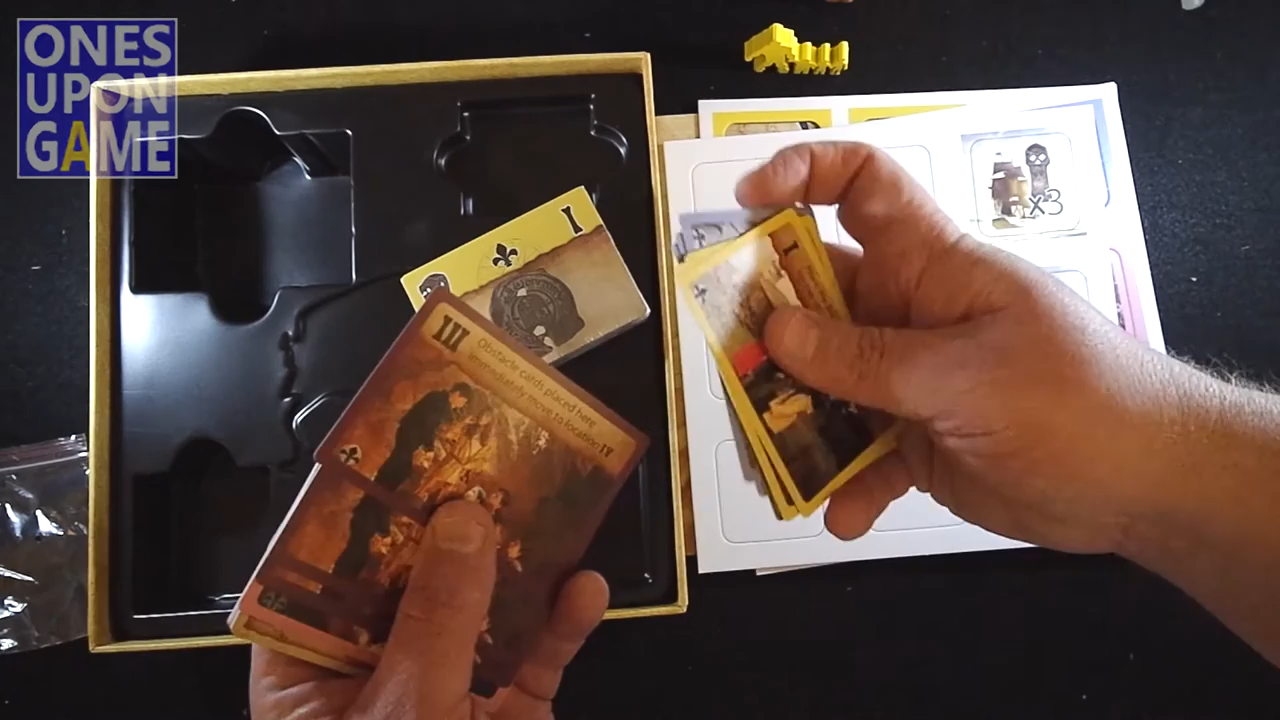 ONES
UPON
GAME
I
x3
I
III
Obstacle cards placed here
immediately move to location IV